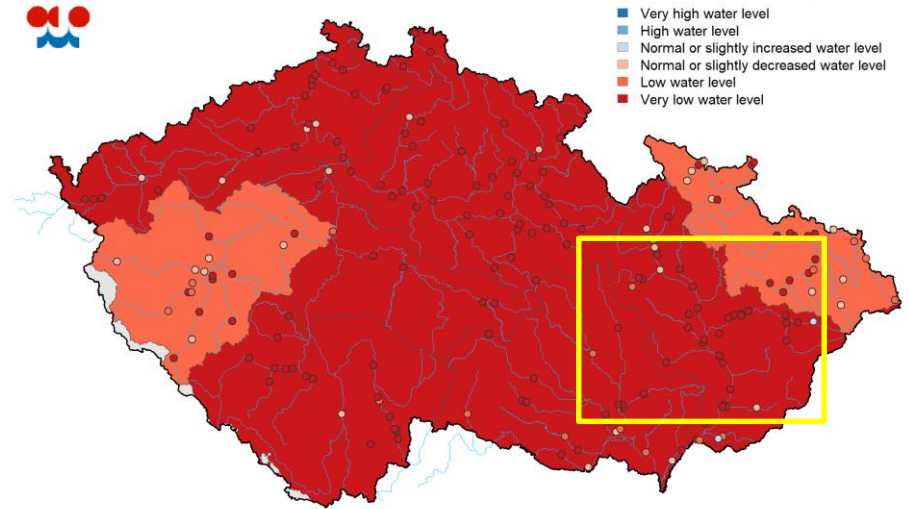 Very high water level
High water level
Normal or slightly increased water level
Normal or slightly decreased water level
Low water level
Very low water level